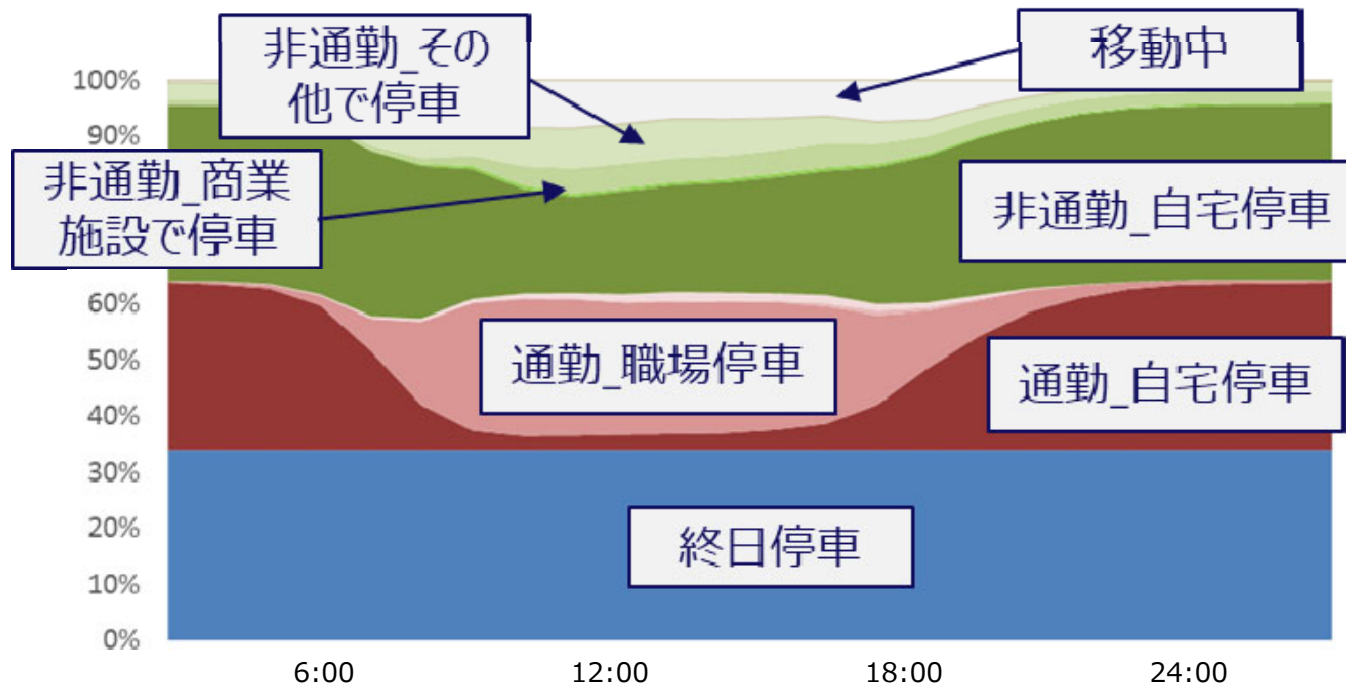 非通勤_その
他で停車
移動中
100%
90%
非通勤_商業
施設で停車
非通勤_自宅停車
60%
通勤_職場停車
通勤_自宅停車
50%
40%
30%
終日停車
20%
10%
0%
6:00
12:00
18:00
24:00